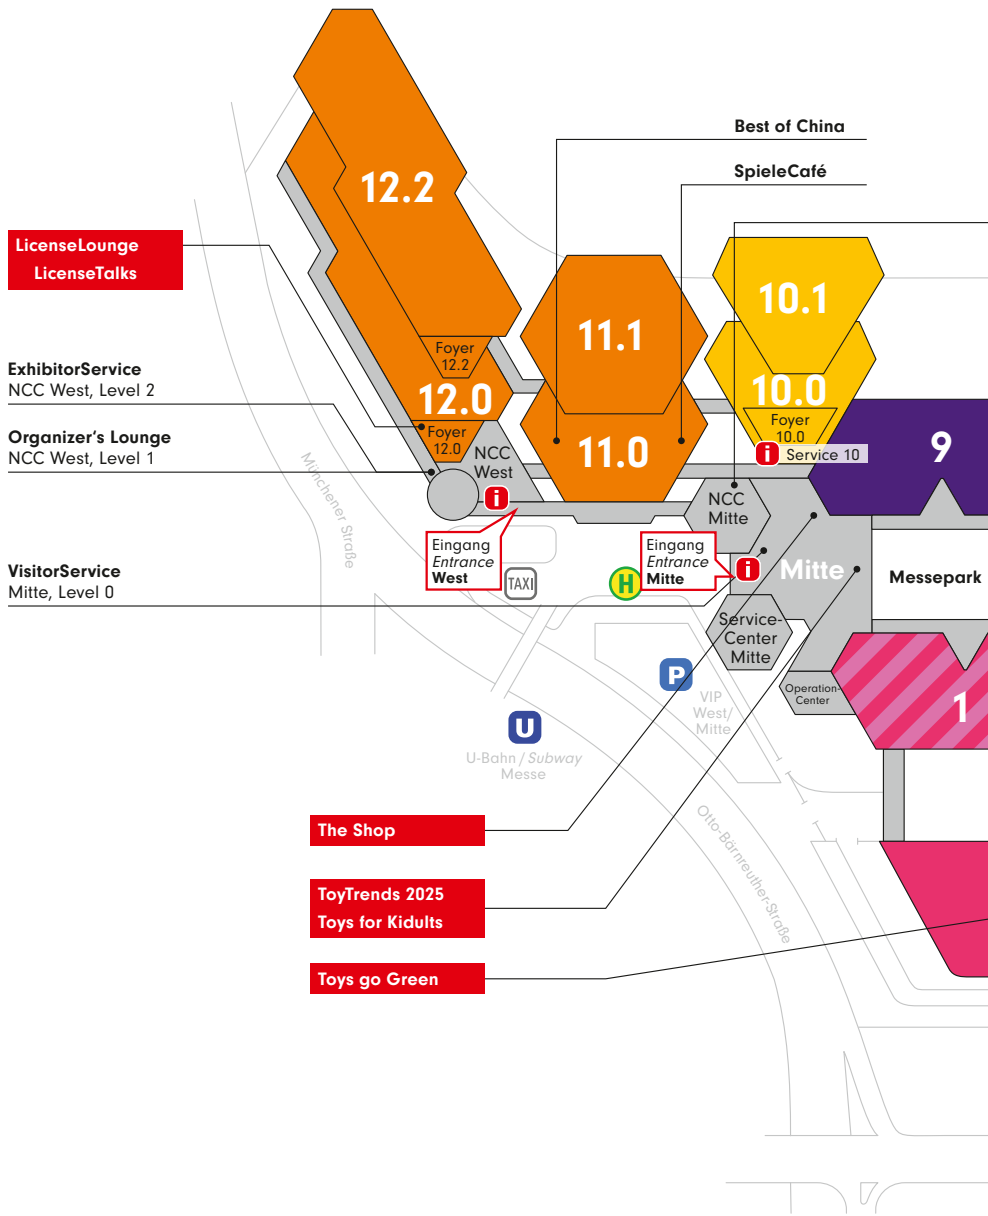 Best of China
12.2
SpieleCafé
LicenseLounge
LicenseTalks
10.1
11.1
Foyer
12.2
ExhibitorService
NCC West, Level 2
12.0
10.0
Foyer
10.0
Foyer
12.0
Organizer's Lounge
NCC West, Level 1
9
NCC
West
11.0
i Service 10
i
NCC
Mitte
Münchener Straße
Eingang
Entrance
West
Eingang
Entrance
Mitte
i
Mitte
Messepark
VisitorService
Mitte, Level 0
TAXI
H
Service-
Center
Mitte
P
Operation-
Center
VIP
West/
Mitte
1
U
U-Bahn / Subway
Messe
The Shop
Otto-Bärnreuther-Straße
ToyTrends 2025
Toys for Kidults
Toys go Green